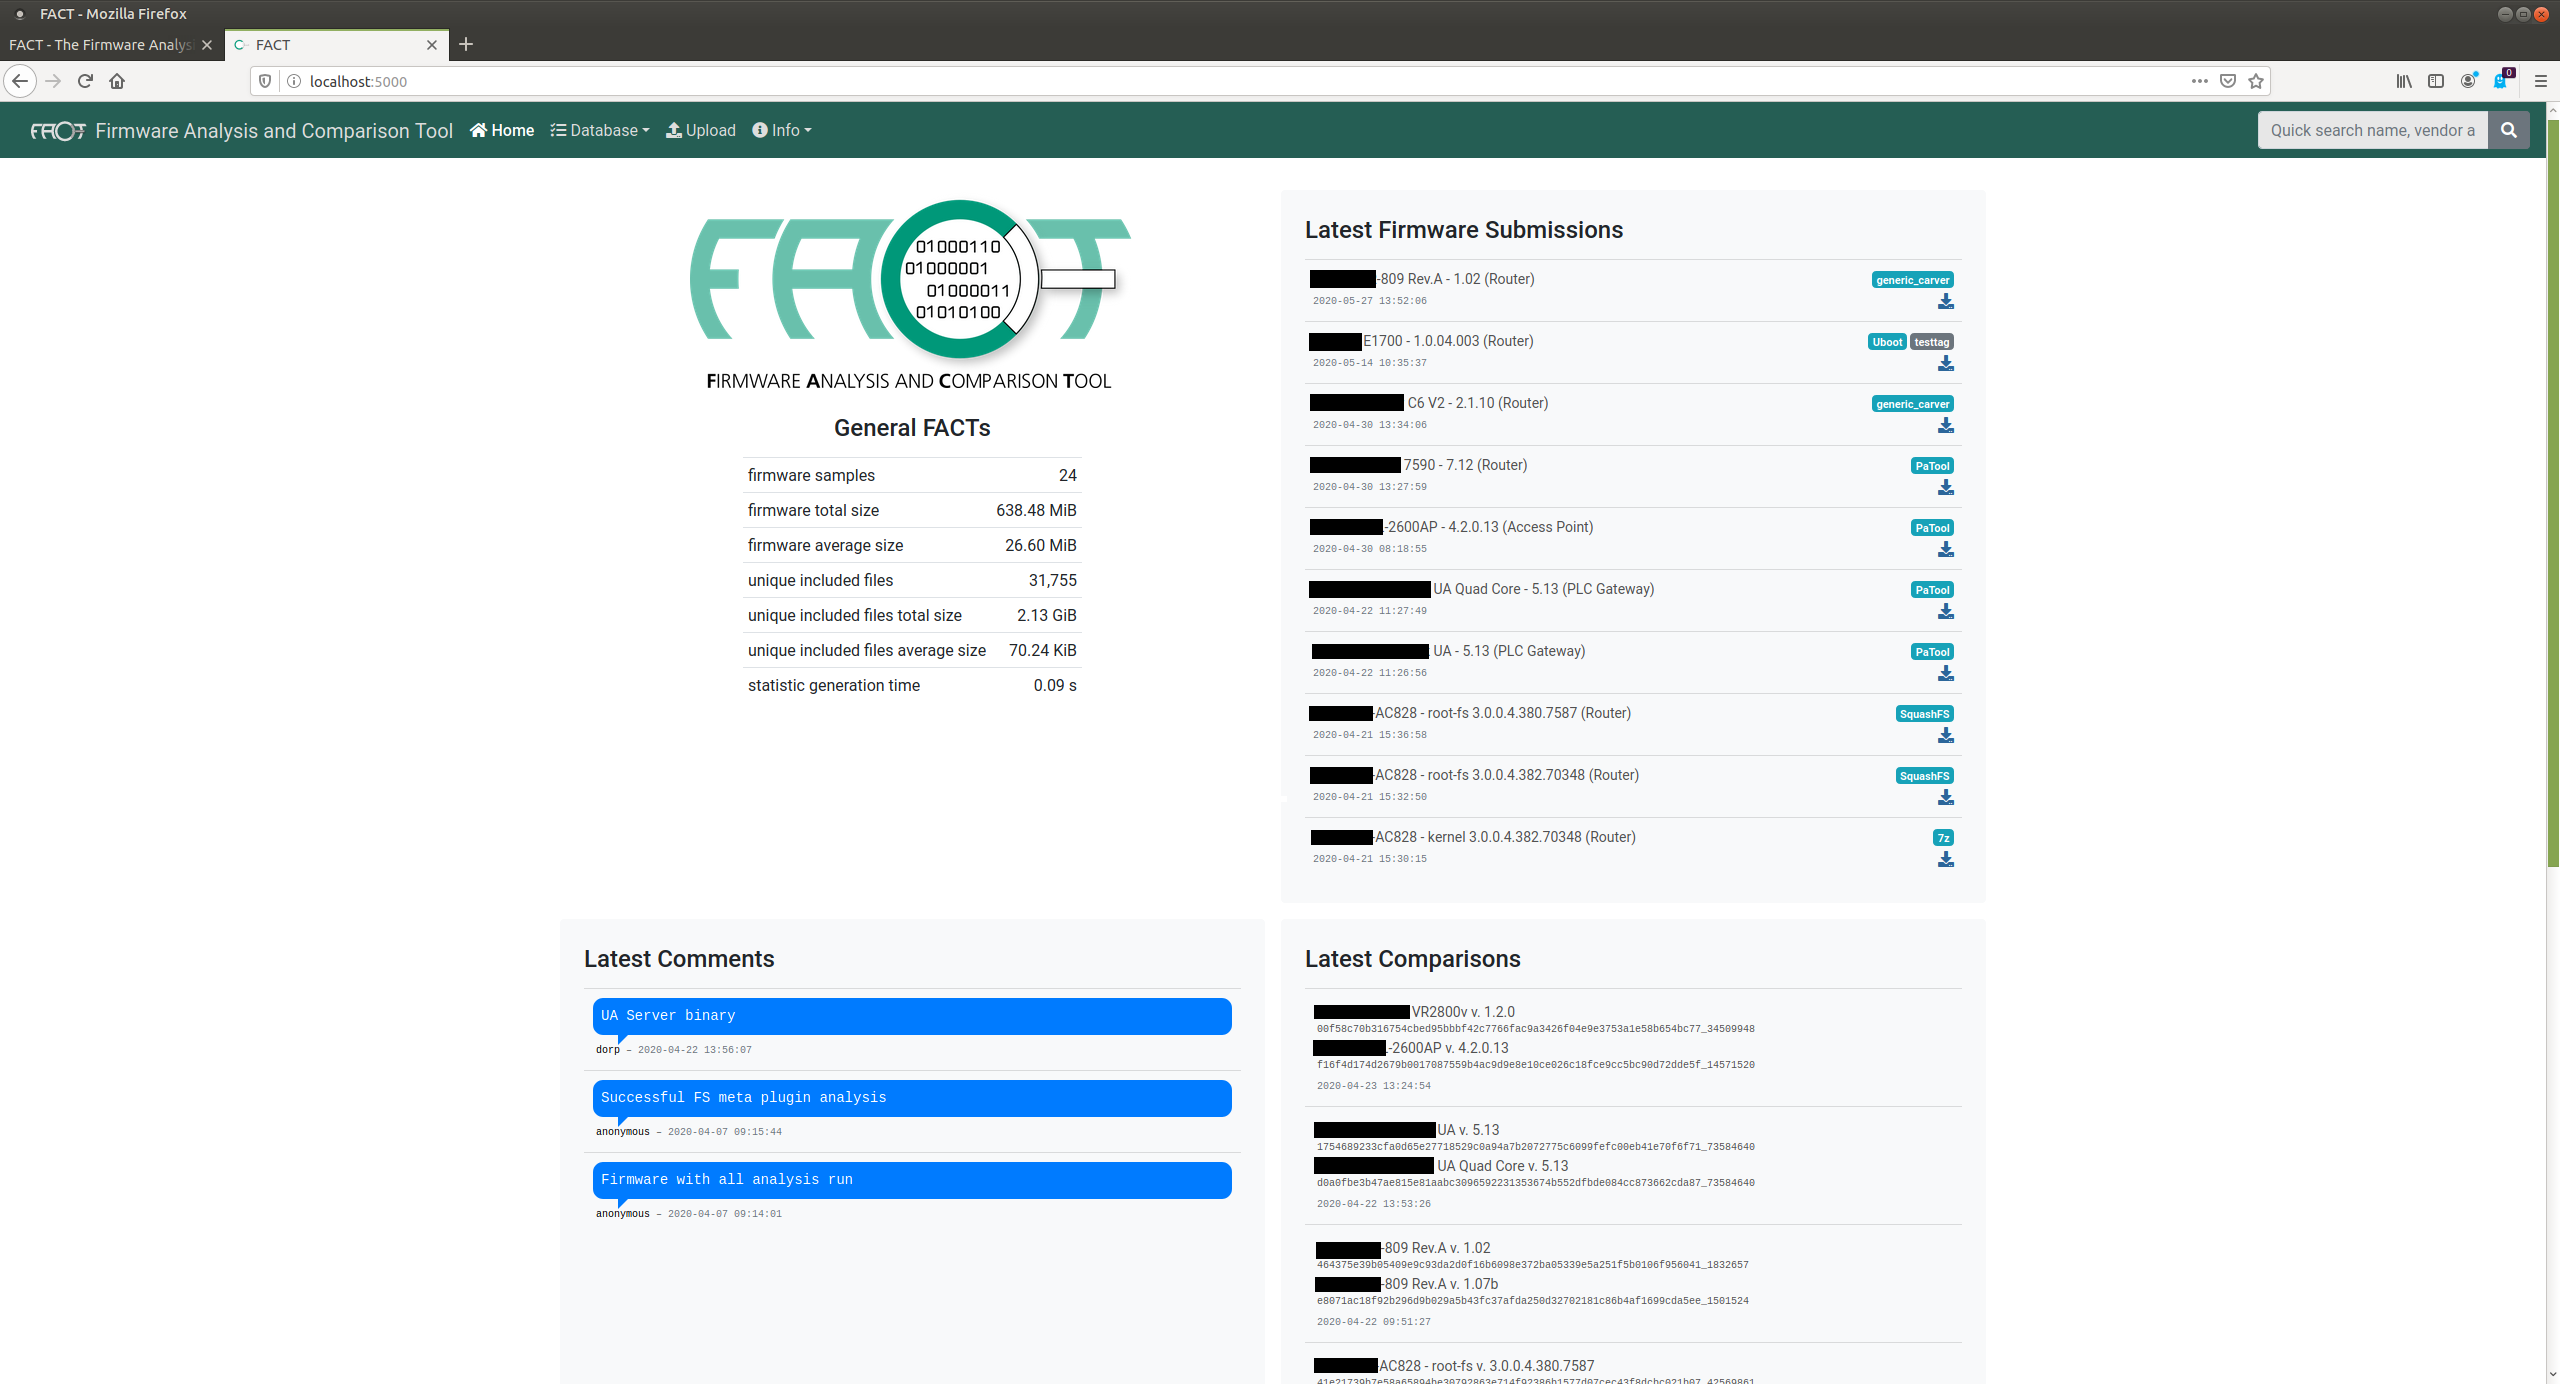 FACT - Mozilla Firefox
FACT - The Firmware Analys
FACT
localhost:5000
0
FACT Firmware Analysis and Comparison Tool
Home
Database
Upload
Info
Quick search name, vendor a
FACT
01000110
01000001
01000011
01010100
FIRMWARE ANALYSIS AND COMPARISON TOOL
General FACTs
firmware samples 24
firmware total size 638.48 MiB
firmware average size 26.60 MiB
unique included files 31,755
unique included files total size 2.13 GiB
unique included files average size 70.24 KiB
statistic generation time 0.09 s
Latest Firmware Submissions
-809 Rev.A - 1.02 (Router) generic_carver
2020-05-27 13:52:06
E1700 - 1.0.04.003 (Router) Uboot testtag
2020-05-14 10:35:37
C6 V2 - 2.1.10 (Router) generic_carver
2020-04-30 13:34:06
7590 - 7.12 (Router) PaTool
2020-04-30 13:27:59
-2600AP - 4.2.0.13 (Access Point) PaTool
2020-04-30 08:18:55
UA Quad Core - 5.13 (PLC Gateway) PaTool
2020-04-22 11:27:49
UA - 5.13 (PLC Gateway) PaTool
2020-04-22 11:26:56
-AC828 - root-fs 3.0.0.4.380.7587 (Router) SquashFS
2020-04-21 15:36:58
-AC828 - root-fs 3.0.0.4.382.70348 (Router) SquashFS
2020-04-21 15:32:50
-AC828 - kernel 3.0.0.4.382.70348 (Router) 7z
2020-04-21 15:30:15
Latest Comments
UA Server binary
dorp – 2020-04-22 13:56:07
Successful FS meta plugin analysis
anonymous – 2020-04-07 09:15:44
Firmware with all analysis run
anonymous – 2020-04-07 09:14:01
Latest Comparisons
VR2800v v. 1.2.0
00f58c70b316754cbed95bbbf42c7766fac9a3426f04e9e3753a1e58b654bc77_34509948
-2600AP v. 4.2.0.13
f16f4d174d2679b0017087559b4ac9d9e8e10ce026c18fce9cc5bc90d72dde5f_14571520
2020-04-23 13:24:54
UA v. 5.13
1754689233cfa0d65e27718529c0a94a7b2072775c6099fefc00eb41e70f6f71_73584640
UA Quad Core v. 5.13
d0a0fbe3b47ae815e81aabc3096592231353674b552dfbde084cc873662cda87_73584640
2020-04-22 13:53:26
-809 Rev.A v. 1.02
464375e39b05409e9c93da2d0f16b6098e372ba05339e5a251f5b0106f956041_1832657
-809 Rev.A v. 1.07b
e8071ac18f92b296d9b029a5b43fc37afda250d32702181c86b4af1699cda5ee_1501524
2020-04-22 09:51:27
-AC828 - root-fs v. 3.0.0.4.380.7587